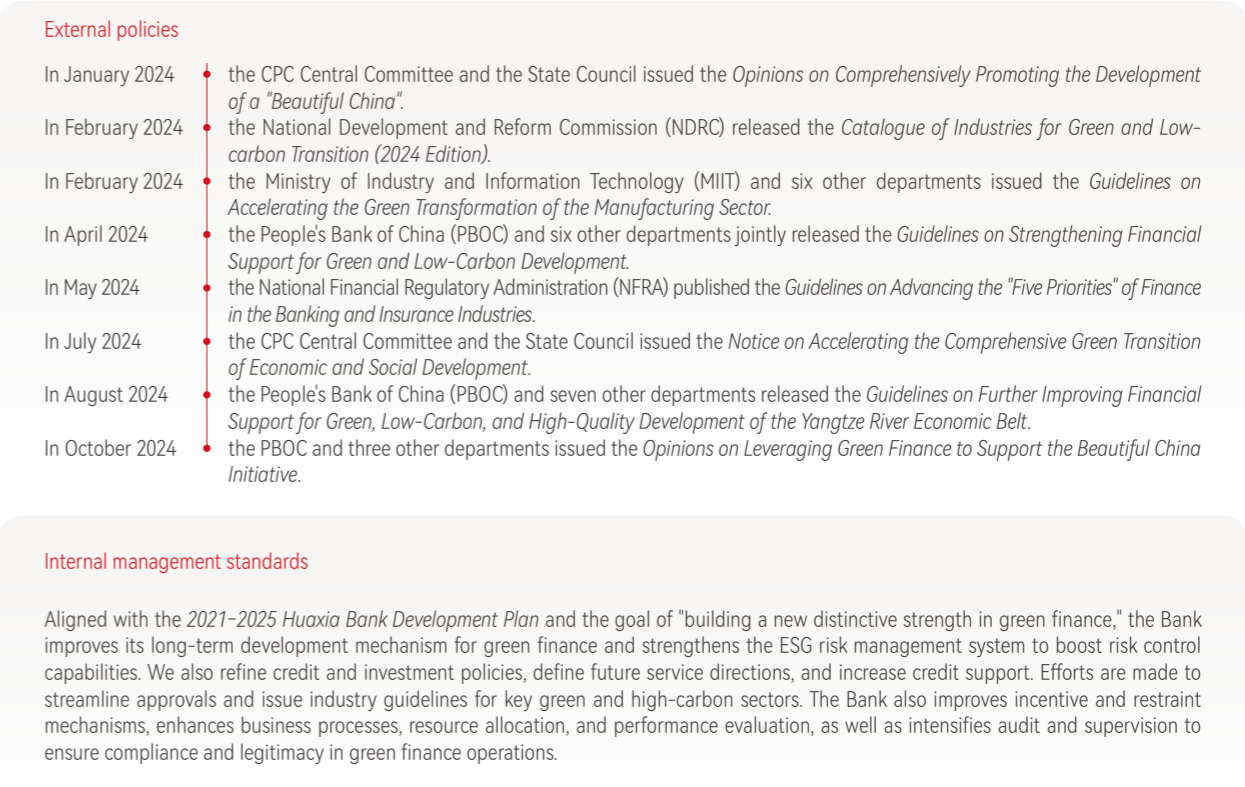 External policies
In January 2024 the CPC Central Committee and the State Council issued the Opinions on Comprehensively Promoting the Development
of a "Beautiful China".
In February 2024 the National Development and Reform Commission (NDRC) released the Catalogue of Industries for Green and Low-
carbon Transition (2024 Edition).
In February 2024 the Ministry of Industry and Information Technology (MIIT) and six other departments issued the Guidelines on
Accelerating the Green Transformation of the Manufacturing Sector.
In April 2024 the People's Bank of China (PBOC) and six other departments jointly released the Guidelines on Strengthening Financial
Support for Green and Low-Carbon Development.
In May 2024 the National Financial Regulatory Administration (NFRA) published the Guidelines on Advancing the "Five Priorities" of Finance
in the Banking and Insurance Industries.
In July 2024 the CPC Central Committee and the State Council issued the Notice on Accelerating the Comprehensive Green Transition
of Economic and Social Development.
In August 2024 the People's Bank of China (PBOC) and seven other departments released the Guidelines on Further Improving Financial
Support for Green, Low-Carbon, and High-Quality Development of the Yangtze River Economic Belt.
In October 2024 the PBOC and three other departments issued the Opinions on Leveraging Green Finance to Support the Beautiful China
Initiative.
Internal management standards
Aligned with the 2021-2025 Huaxia Bank Development Plan and the goal of "building a new distinctive strength in green finance," the Bank
improves its long-term development mechanism for green finance and strengthens the ESG risk management system to boost risk control
capabilities. We also refine credit and investment policies, define future service directions, and increase credit support. Efforts are made to
streamline approvals and issue industry guidelines for key green and high-carbon sectors. The Bank also improves incentive and restraint
mechanisms, enhances business processes, resource allocation, and performance evaluation, as well as intensifies audit and supervision to
ensure compliance and legitimacy in green finance operations.